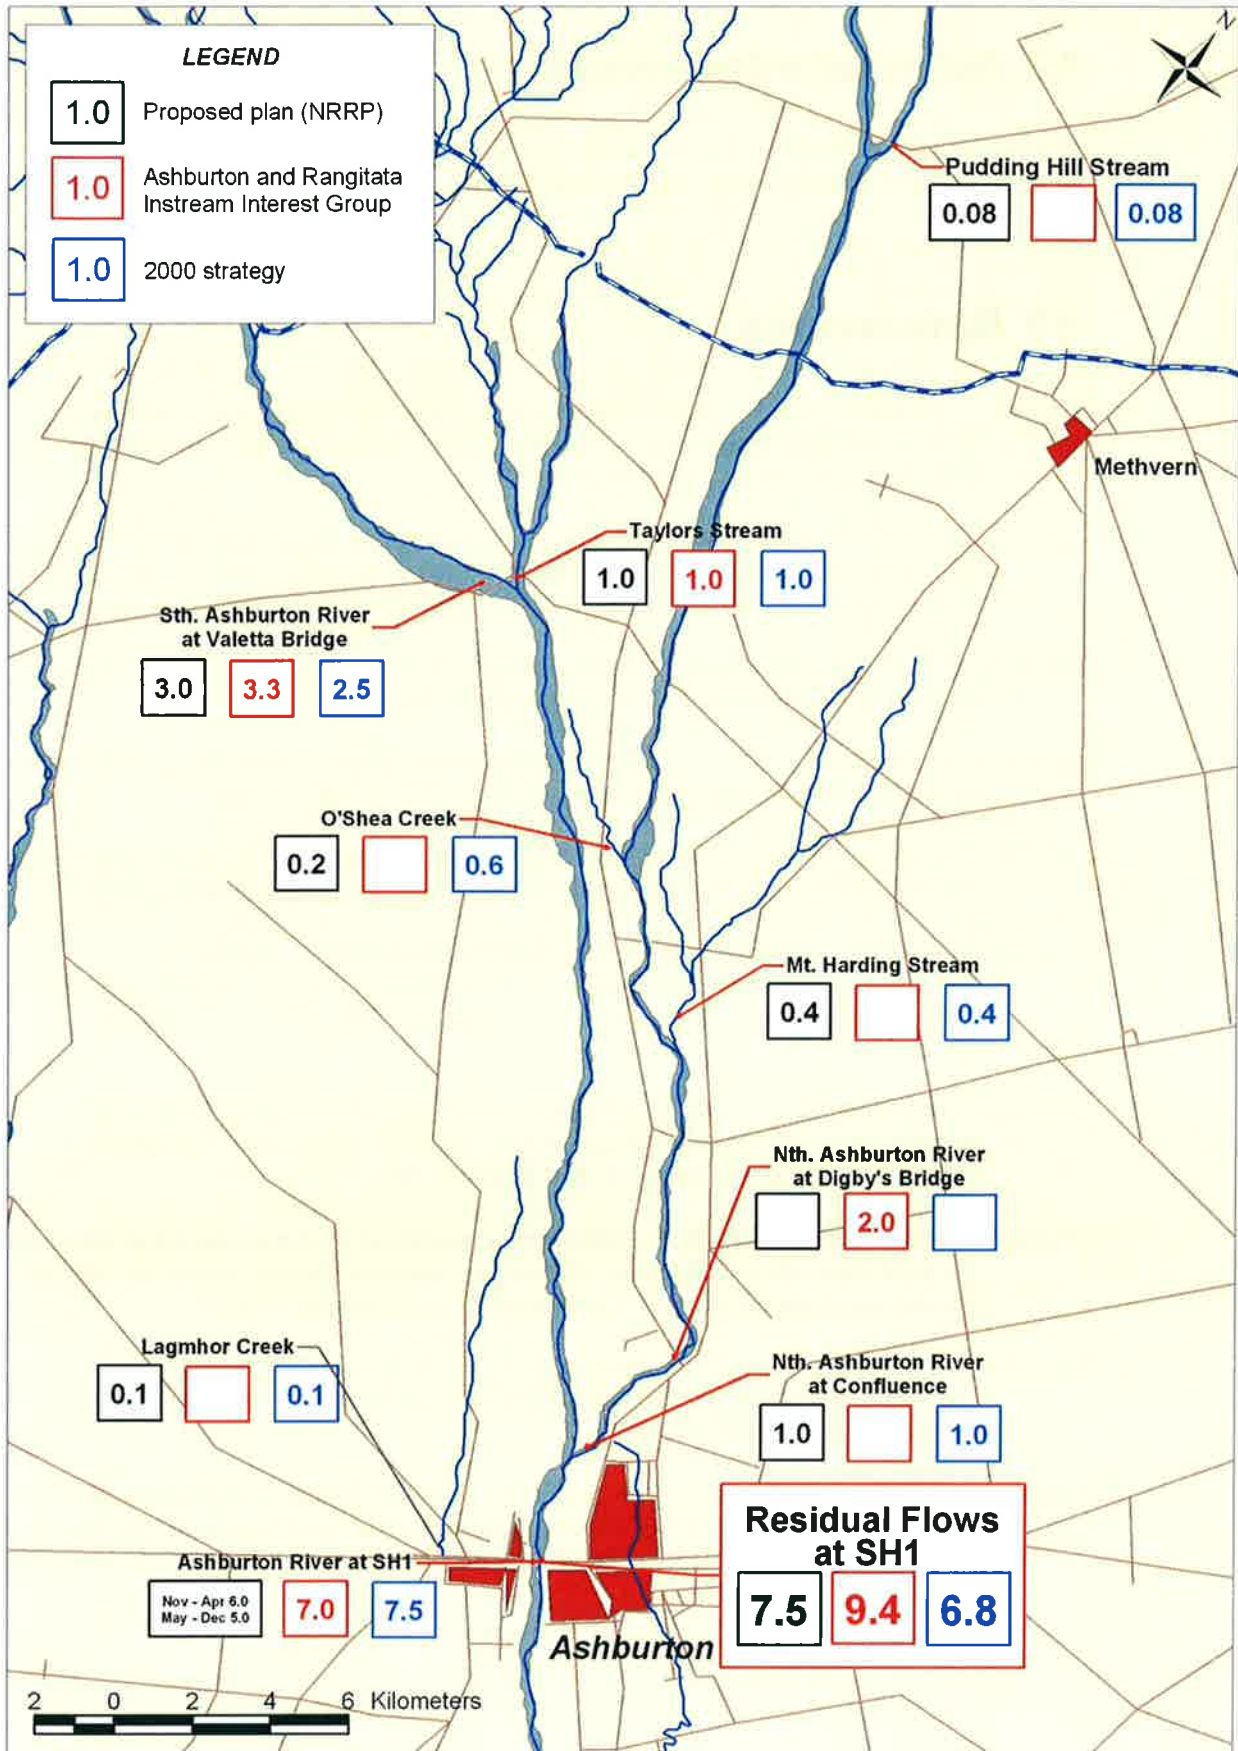 N
LEGEND
1.0 Proposed plan (NRRP)
1.0 Ashburton and Rangitata
Instream Interest Group
1.0 2000 strategy
Pudding Hill Stream
0.08 0.08
Methvern
Taylors Stream
1.0 1.0 1.0
Sth. Ashburton River
at Valetta Bridge
3.0 3.3 2.5
O'Shea Creek
0.2 0.6
Mt. Harding Stream
0.4 0.4
Nth. Ashburton River
at Digby's Bridge
2.0
Lagmhor Creek
0.1 0.1
Nth. Ashburton River
at Confluence
1.0 1.0
Residual Flows
at SH1
7.5 9.4 6.8
Ashburton River at SH1
Nov - Apr 6.0
May - Dec 5.0
7.0 7.5
Ashburton
2 0 2 4 6 Kilometers